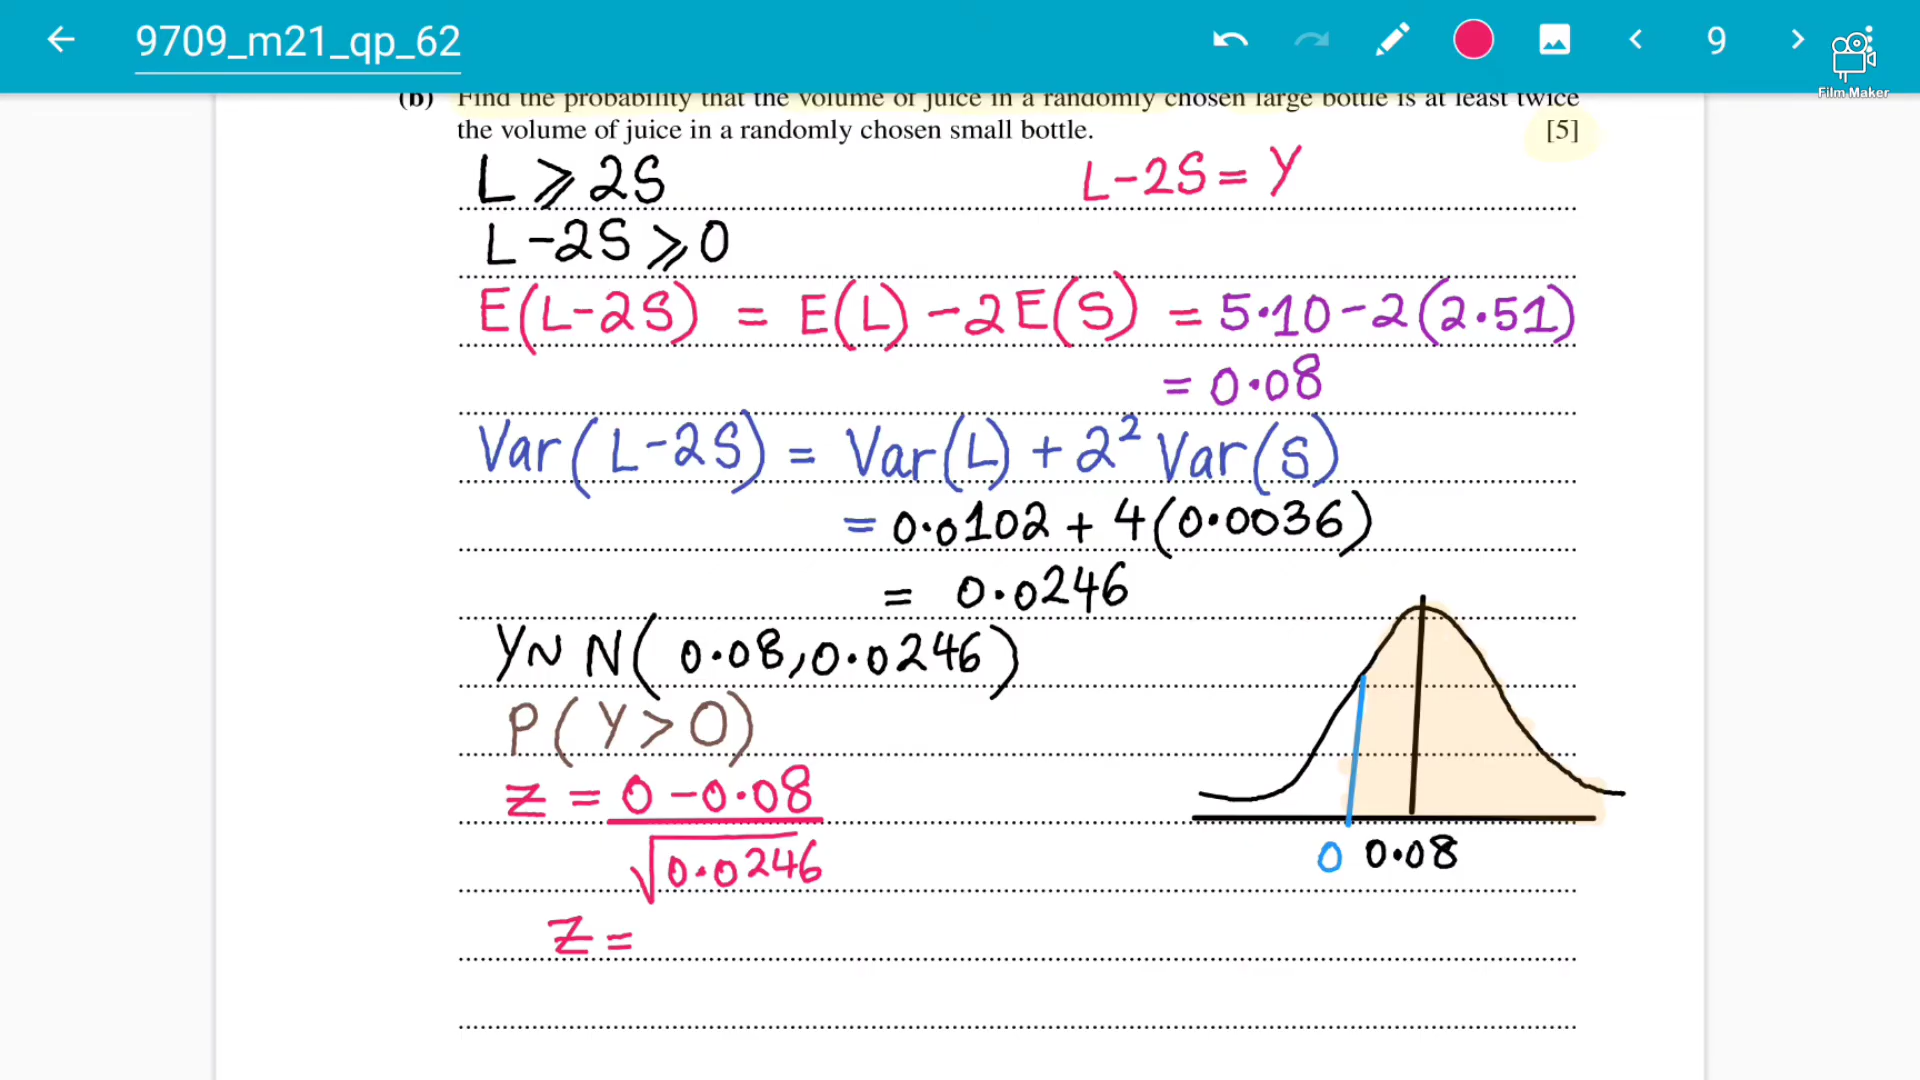 9709_m21_qp_62
9
Film Maker
(b) Find the probability that the volume of juice in a randomly chosen large bottle is at least twice
the volume of juice in a randomly chosen small bottle. [5]
L ⩾ 2S
L-2S = Y
L-2S ⩾ 0
E(L-2S) = E(L) - 2E(S) = 5·10 - 2(2·51)
= 0·08
Var(L-2S) = Var(L) + 2² Var(S)
= 0·0102 + 4(0·0036)
= 0·0246
Y~ N(0·08, 0·0246)
P(Y>0)
z = 0 - 0·08
√0·0246
z =
0 0·08